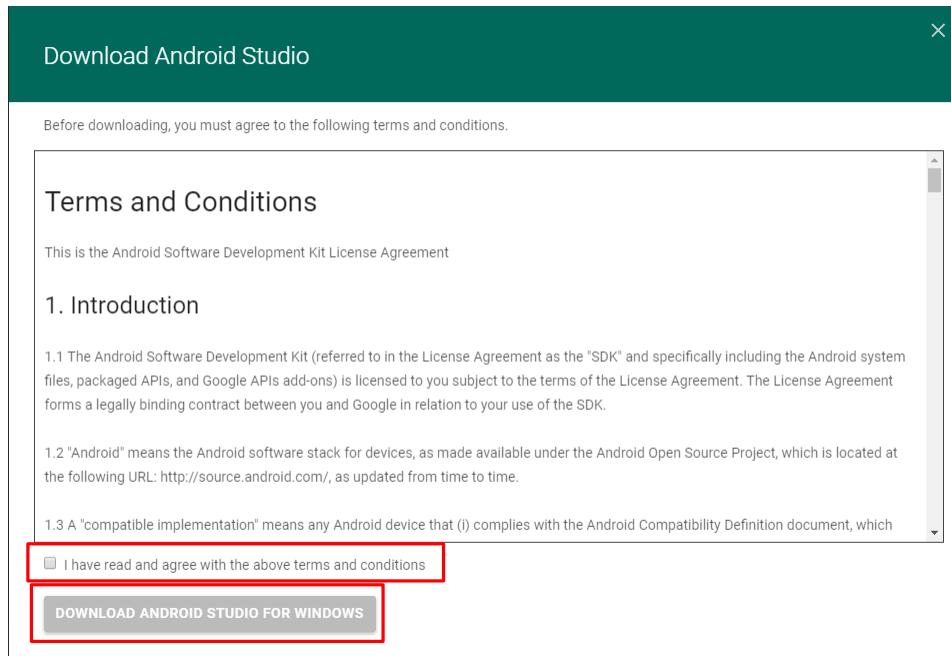 Download Android Studio
Before downloading, you must agree to the following terms and conditions.
Terms and Conditions
This is the Android Software Development Kit License Agreement
1. Introduction
1.1 The Android Software Development Kit (referred to in the License Agreement as the "SDK" and specifically including the Android system
files, packaged APIs, and Google APIs add-ons) is licensed to you subject to the terms of the License Agreement. The License Agreement
forms a legally binding contract between you and Google in relation to your use of the SDK.
1.2 "Android" means the Android software stack for devices, as made available under the Android Open Source Project, which is located at
the following URL: http://source.android.com/, as updated from time to time.
1.3 A "compatible implementation" means any Android device that (i) complies with the Android Compatibility Definition document, which
I have read and agree with the above terms and conditions
DOWNLOAD ANDROID STUDIO FOR WINDOWS